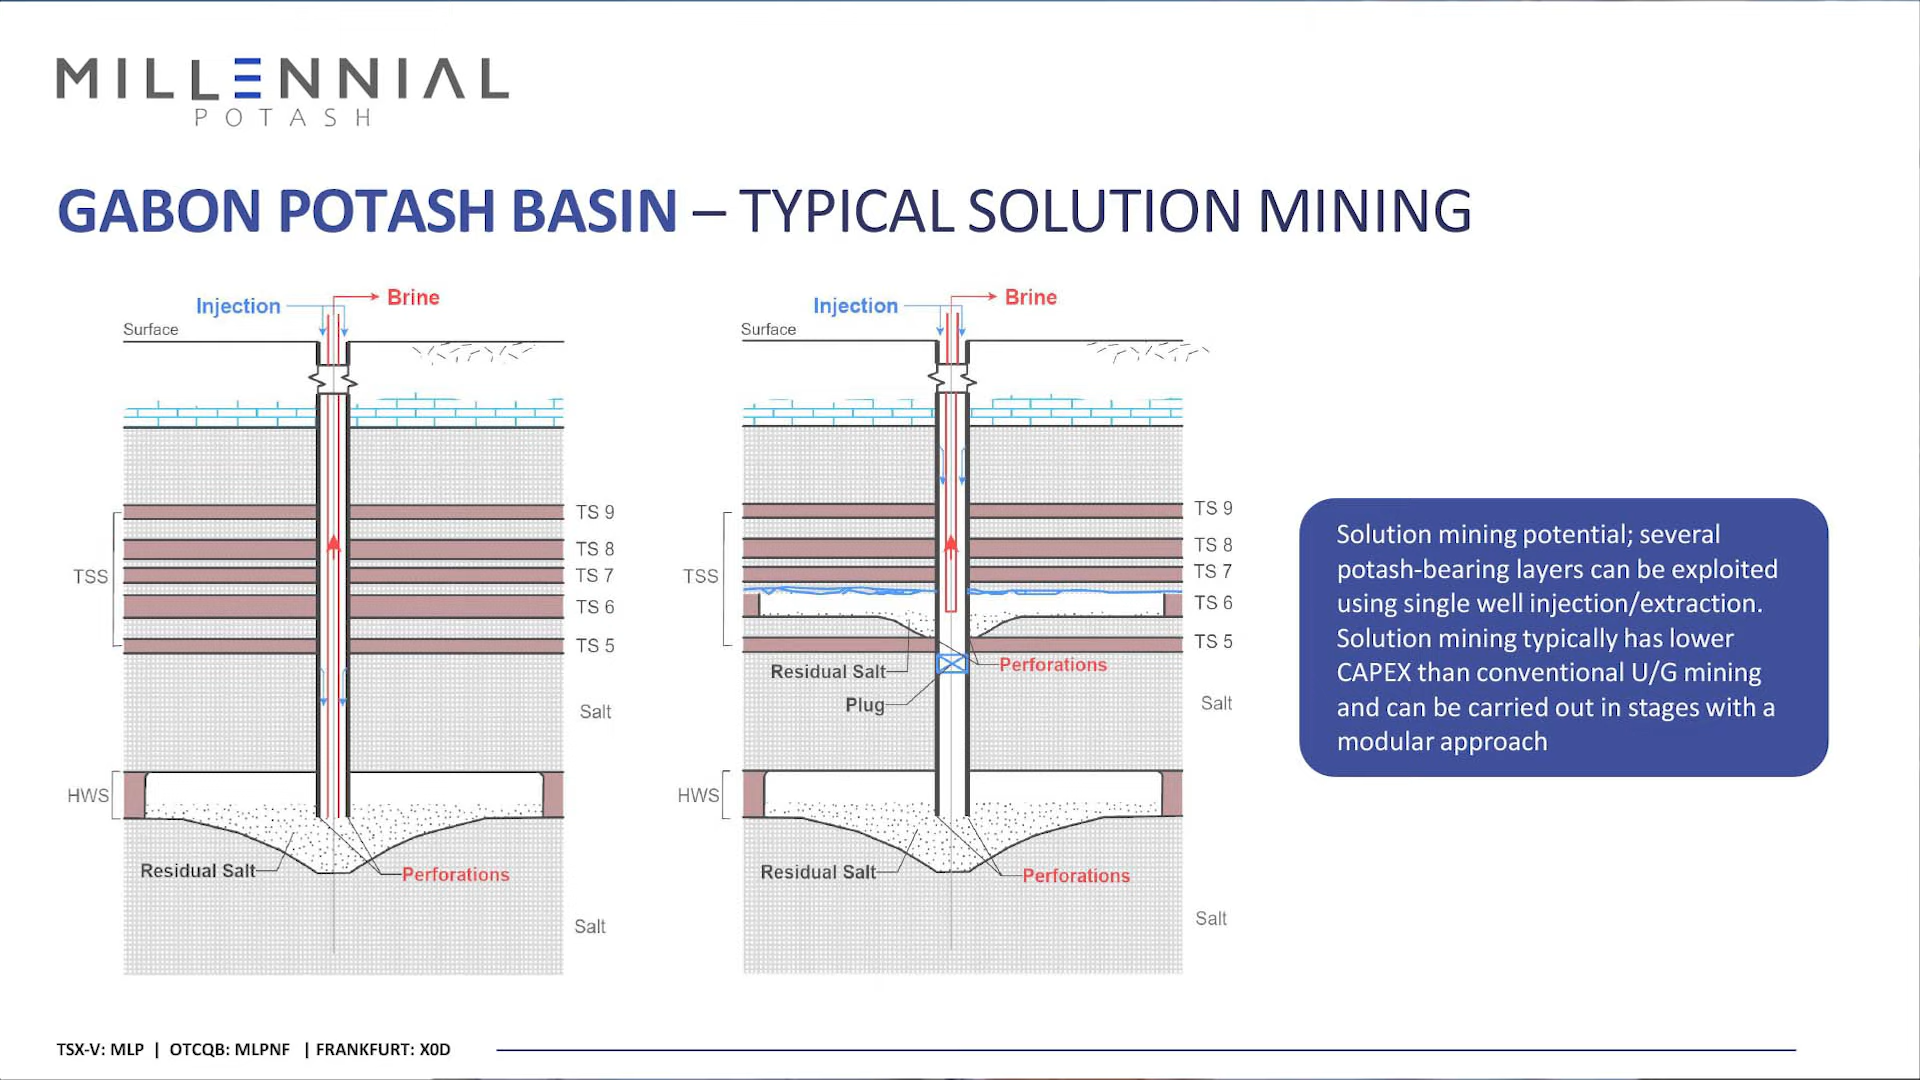 MILLENNIAL
POTASH
GABON POTASH BASIN – TYPICAL SOLUTION MINING
Injection
Brine
Surface
TS 9
TS 8
TSS
TS 7
TS 6
TS 5
Salt
HWS
Residual Salt
Perforations
Salt
Injection
Brine
Surface
TS 9
TS 8
TSS
TS 7
TS 6
TS 5
Residual Salt
Perforations
Plug
Salt
HWS
Residual Salt
Perforations
Salt
Solution mining potential; several
potash-bearing layers can be exploited
using single well injection/extraction.
Solution mining typically has lower
CAPEX than conventional U/G mining
and can be carried out in stages with a
modular approach
TSX-V: MLP | OTCQB: MLPNF | FRANKFURT: X0D